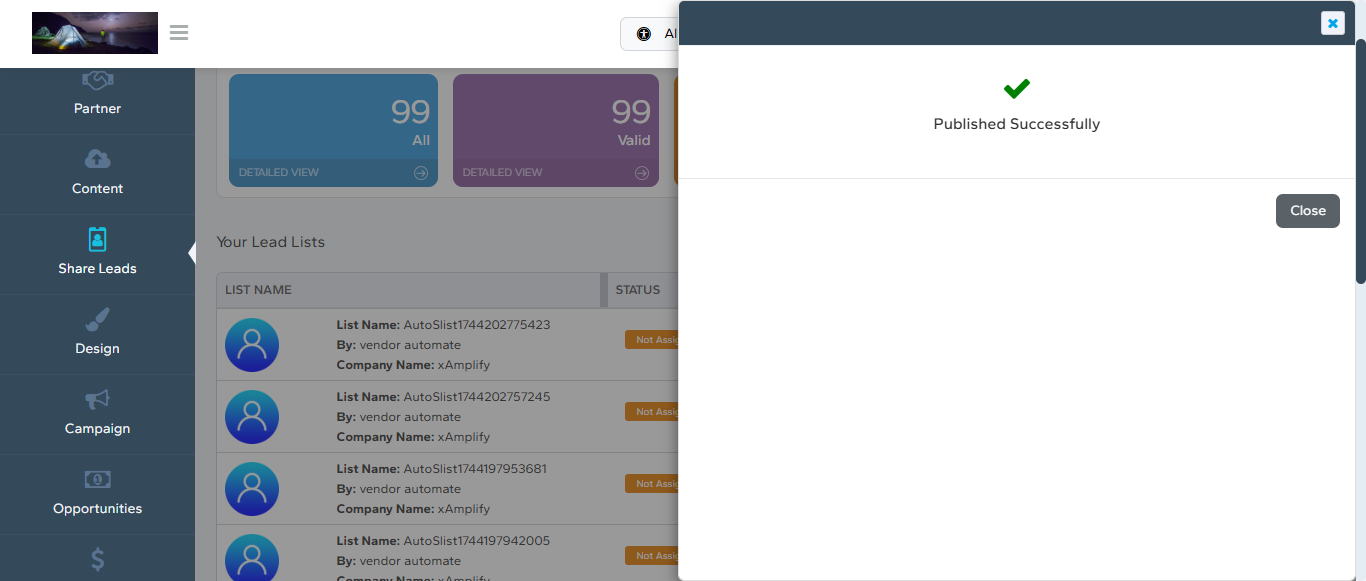 Al
Partner
Content
Share Leads
Design
Campaign
Opportunities
99
All
DETAILED VIEW
99
Valid
DETAILED VIEW
Your Lead Lists
LIST NAME
STATUS
List Name: AutoSlist1744202775423
By: vendor automate
Company Name: xAmplify
Not Assig
List Name: AutoSlist1744202757245
By: vendor automate
Company Name: xAmplify
Not Assig
List Name: AutoSlist1744197953681
By: vendor automate
Company Name: xAmplify
Not Assig
List Name: AutoSlist1744197942005
By: vendor automate
Company Name: xAmplify
Not Assig
Published Successfully
Close